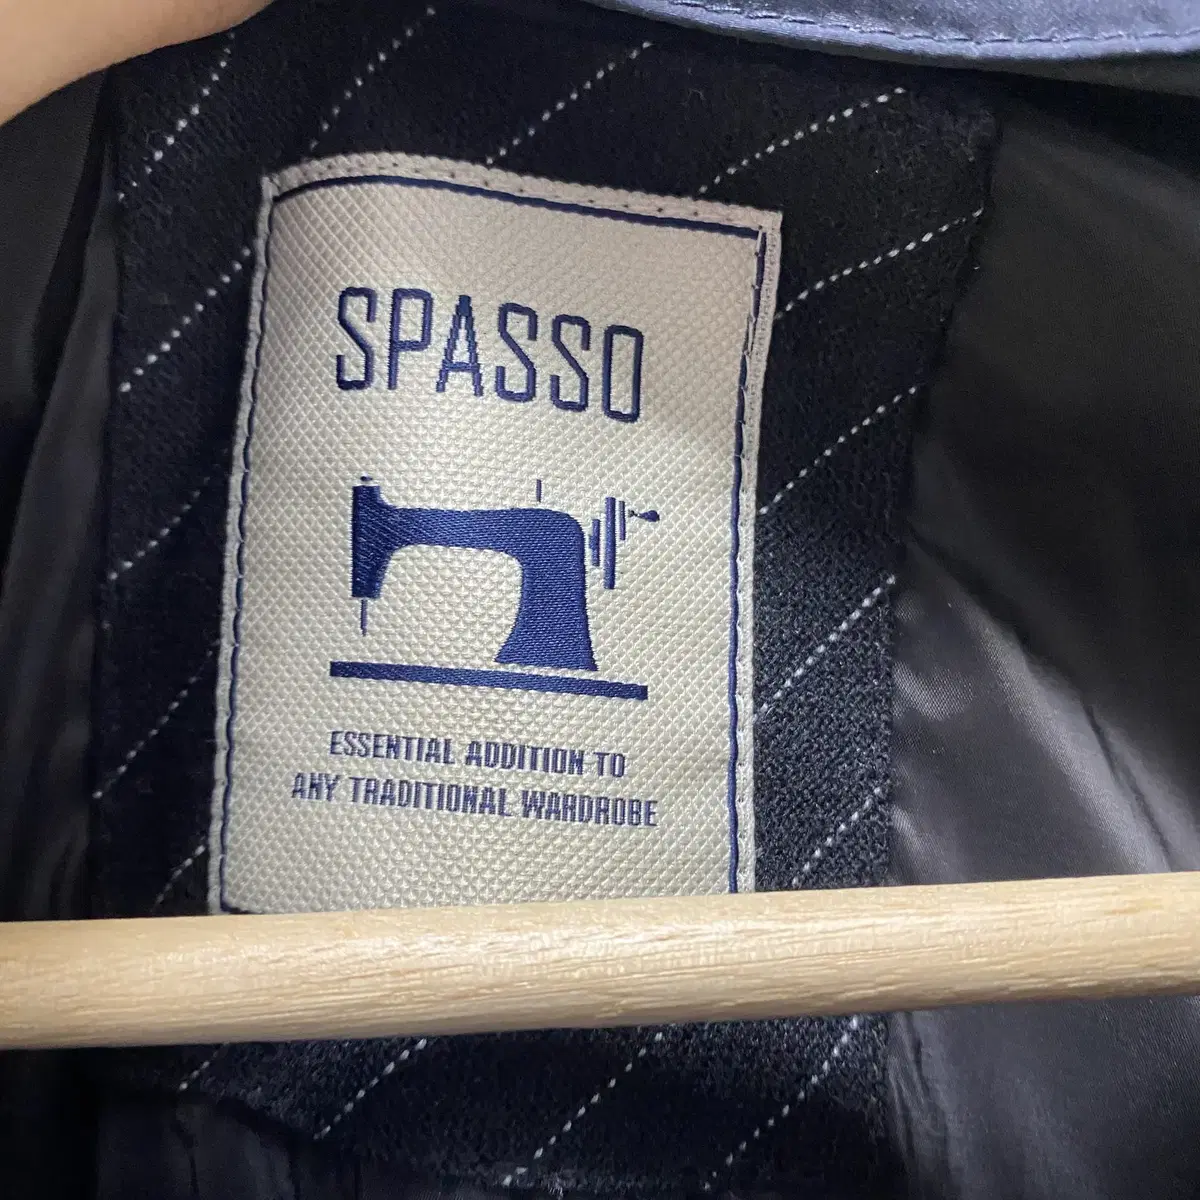 SPASSO
ESSENTIAL ADDITION TO
ANY TRADITIONAL WARDROBE